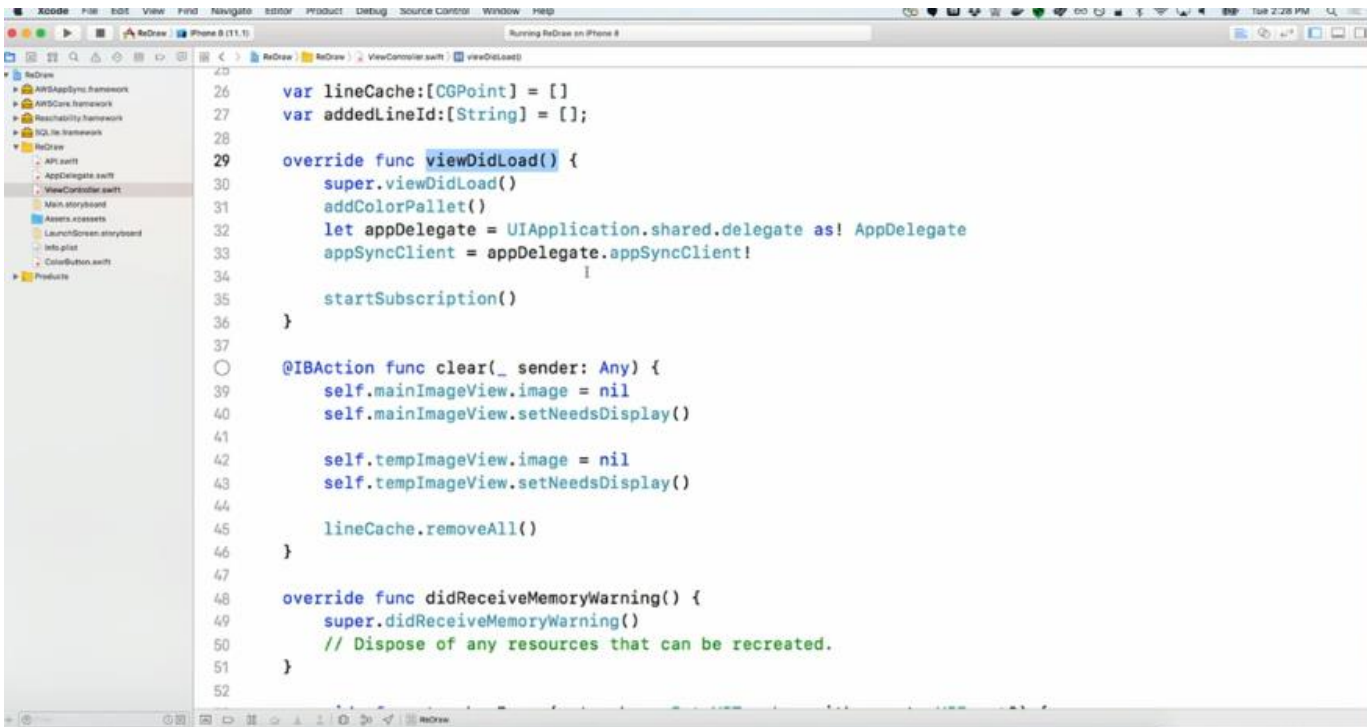 Xcode File Edit View Find Navigate Editor Product Debug Source Control Window Help Tue 2:28 PM
ReDraw iPhone 8 (11.1) Running ReDraw on iPhone 8
ReDraw ReDraw ViewController.swift viewDidLoad()
ReDraw
AWSAppSync.framework
AWSCore.framework
Reachability.framework
SQLite.framework
ReDraw
API.swift
AppDelegate.swift
ViewController.swift
Main.storyboard
Assets.xcassets
LaunchScreen.storyboard
Info.plist
ColorButton.swift
Products
25
26 var lineCache:[CGPoint] = []
27 var addedLineId:[String] = [];
28
29 override func viewDidLoad() {
30 super.viewDidLoad()
31 addColorPallet()
32 let appDelegate = UIApplication.shared.delegate as! AppDelegate
33 appSyncClient = appDelegate.appSyncClient!
34
35 startSubscription()
36 }
37
@IBAction func clear(_ sender: Any) {
39 self.mainImageView.image = nil
40 self.mainImageView.setNeedsDisplay()
41
42 self.tempImageView.image = nil
43 self.tempImageView.setNeedsDisplay()
44
45 lineCache.removeAll()
46 }
47
48 override func didReceiveMemoryWarning() {
49 super.didReceiveMemoryWarning()
50 // Dispose of any resources that can be recreated.
51 }
52
ReDraw